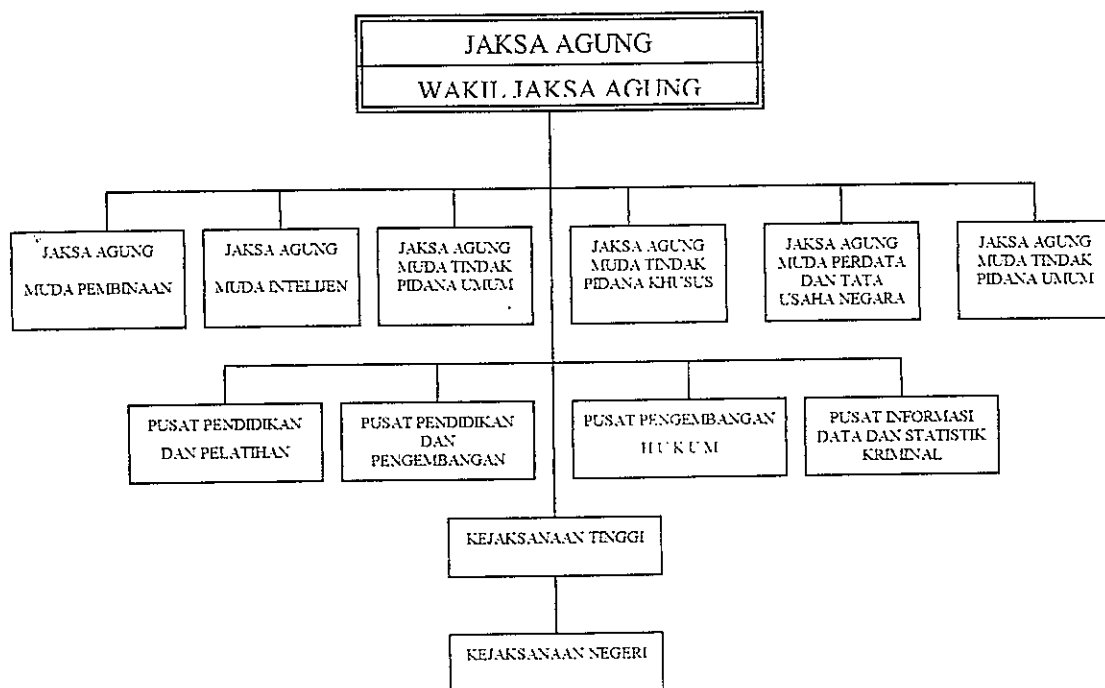 JAKSA AGUNG
WAKIL JAKSA AGUNG
JAKSA AGUNG
MUDA PEMBINAAN
JAKSA AGUNG
MUDA INTELIJEN
JAKSA AGUNG
MUDA TINDAK
PIDANA UMUM
JAKSA AGUNG
MUDA TINDAK
PIDANA KHUSUS
JAKSA AGUNG
MUDA PERDATA
DAN TATA
USAHA NEGARA
JAKSA AGUNG
MUDA TINDAK
PIDANA UMUM
PUSAT PENDIDIKAN
DAN PELATIHAN
PUSAT PENDIDIKAN
DAN
PENGEMBANGAN
PUSAT PENGEMBANGAN
H U K U M
PUSAT INFORMASI
DATA DAN STATISTIK
KRIMINAL
KEJAKSANAAN TINGGI
KEJAKSANAAN NEGERI